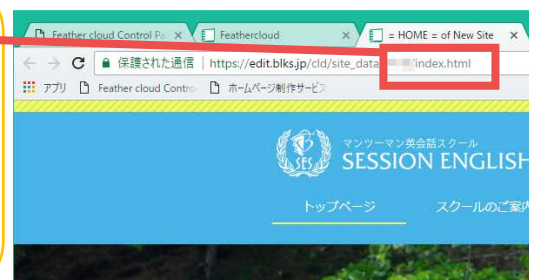 Feather cloud Control Pa
Feathercloud
= HOME = of New Site
保護された通信 | https://edit.blks.jp/cld/site_data/ /index.html
アプリ
Feather cloud Contro
ホームページ制作サービス
SES
マンツーマン英会話スクール
SESSION ENGLISH
トップページ
スクールのご案内